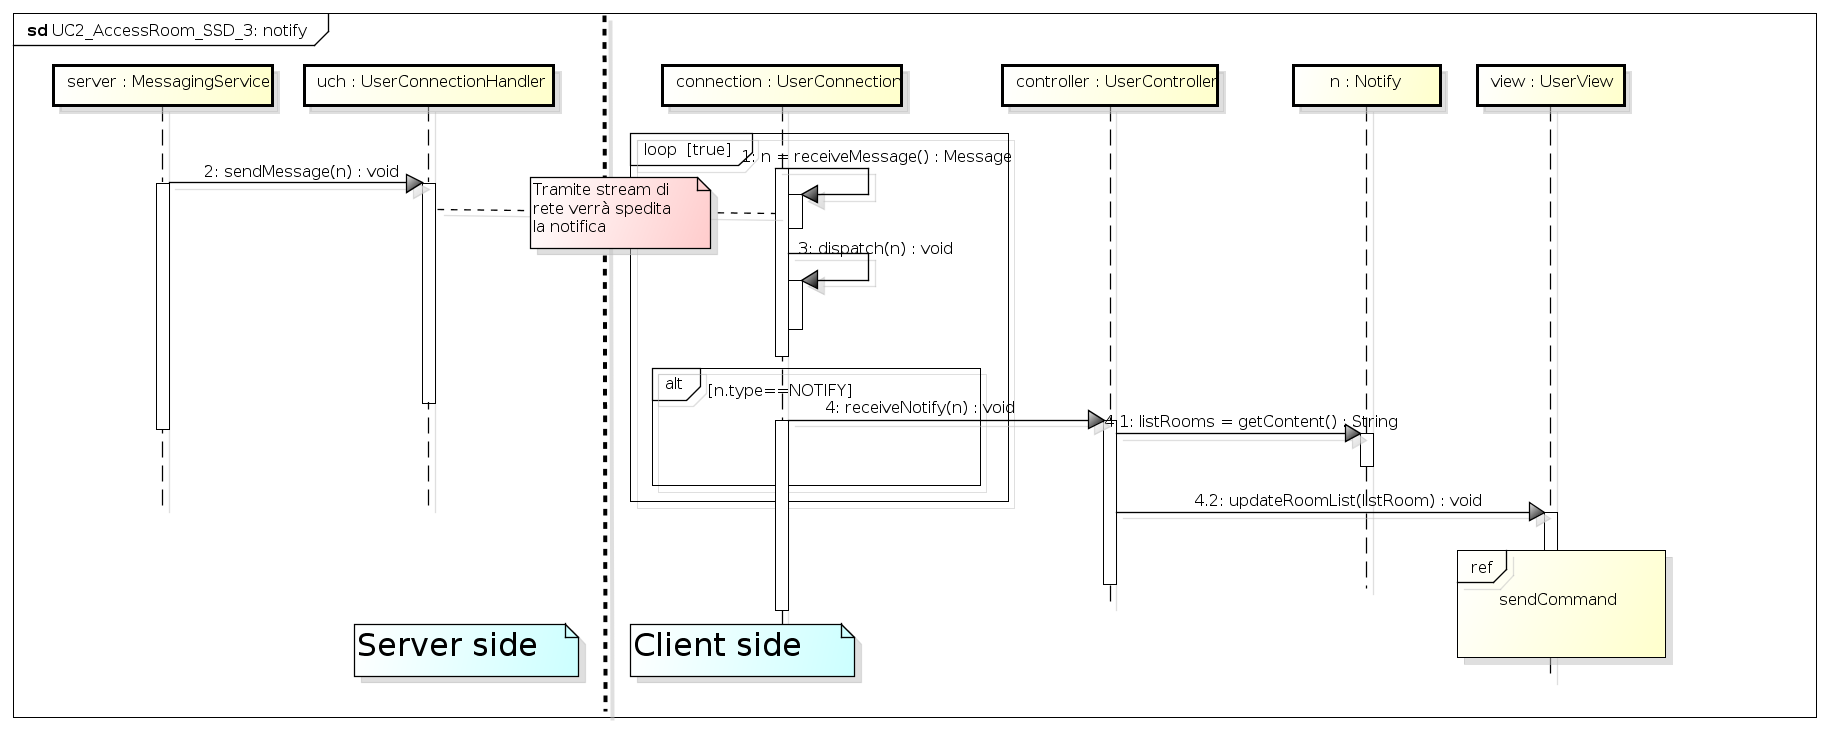 sd UC2_AccessRoom_SSD_3: notify
server : MessagingService
uch : UserConnectionHandler
connection : UserConnection
controller : UserController
n : Notify
view : UserView
loop [true]
1: n = receiveMessage() : Message
2: sendMessage(n) : void
Tramite stream di
rete verrà spedita
la notifica
3: dispatch(n) : void
alt
[n.type==NOTIFY]
4: receiveNotify(n) : void
4.1: listRooms = getContent() : String
4.2: updateRoomList(listRoom) : void
ref
sendCommand
Server side
Client side